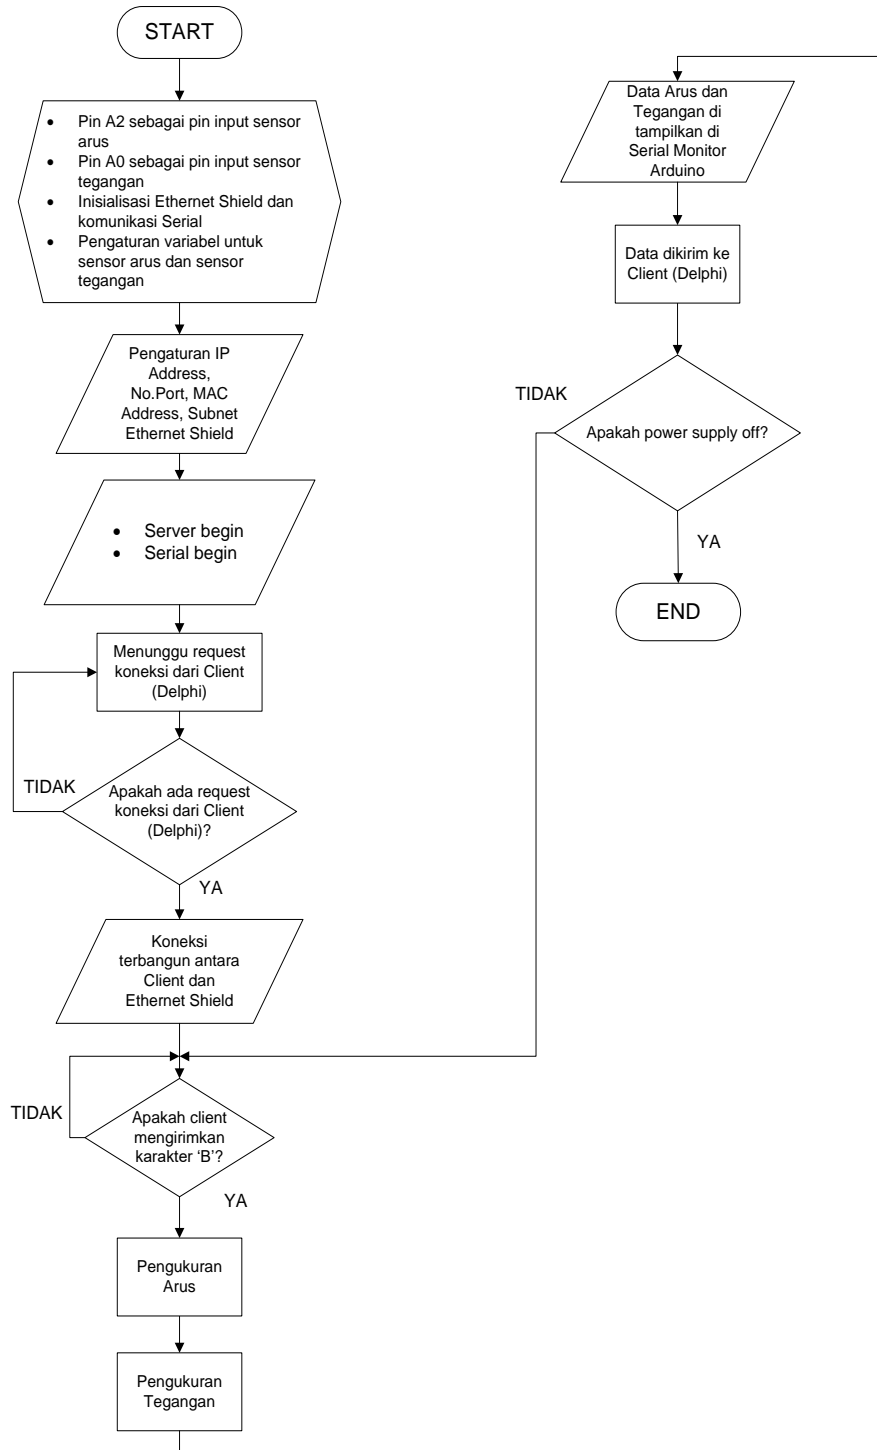 START
• Pin A2 sebagai pin input sensor
arus
• Pin A0 sebagai pin input sensor
tegangan
• Inisialisasi Ethernet Shield dan
komunikasi Serial
• Pengaturan variabel untuk
sensor arus dan sensor
tegangan
Pengaturan IP
Address,
No.Port, MAC
Address, Subnet
Ethernet Shield
• Server begin
• Serial begin
Menunggu request
koneksi dari Client
(Delphi)
TIDAK
Apakah ada request
koneksi dari Client
(Delphi)?
YA
Koneksi
terbangun antara
Client dan
Ethernet Shield
TIDAK
Apakah client
mengirimkan
karakter ‘B’?
YA
Pengukuran
Arus
Pengukuran
Tegangan
Data Arus dan
Tegangan di
tampilkan di
Serial Monitor
Arduino
Data dikirim ke
Client (Delphi)
TIDAK
Apakah power supply off?
YA
END